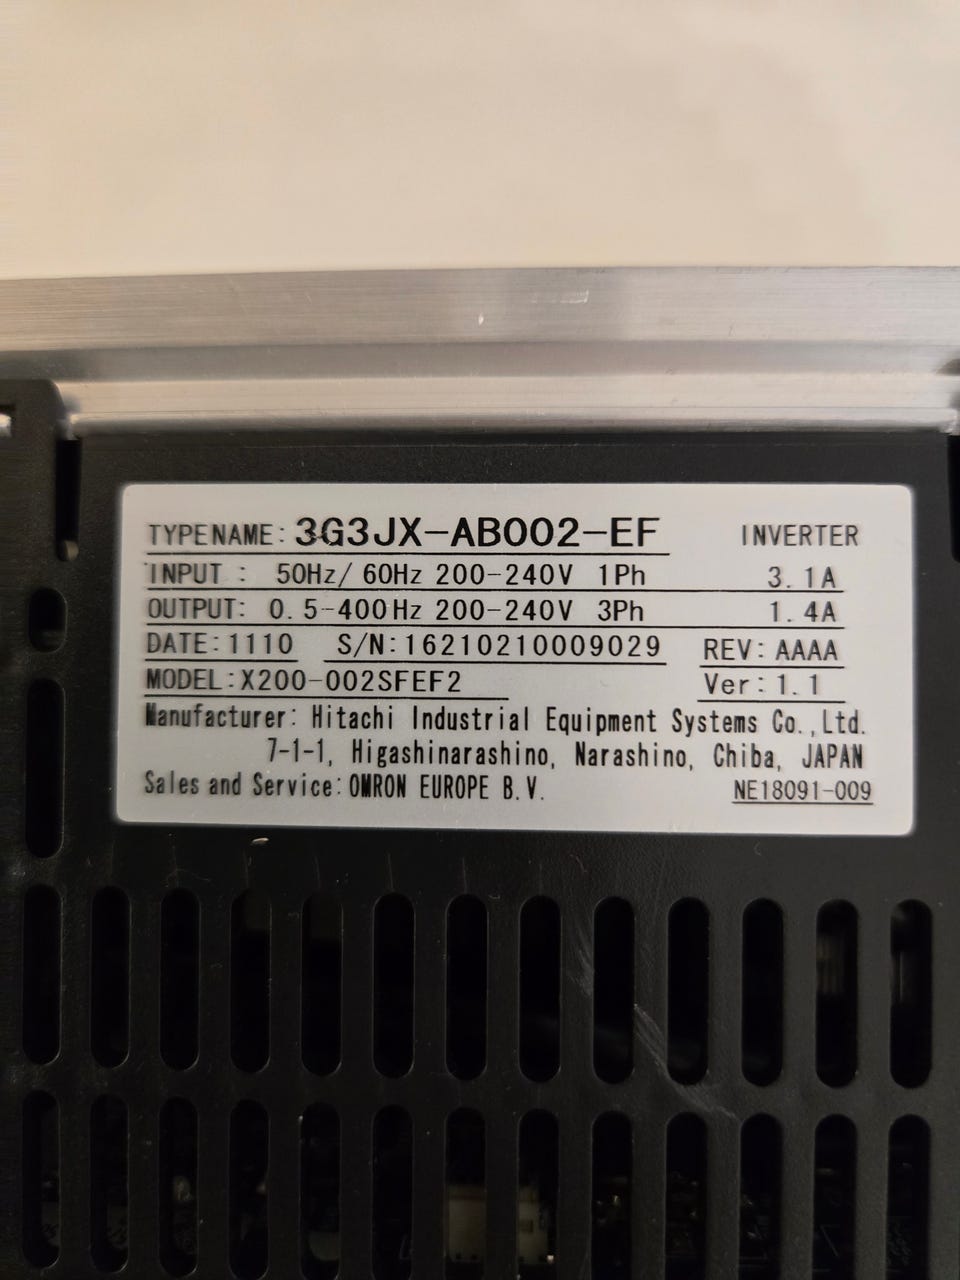 TYPENAME: 3G3JX-AB002-EF INVERTER
INPUT : 50Hz/ 60Hz 200-240V 1Ph 3.1A
OUTPUT: 0.5-400Hz 200-240V 3Ph 1.4A
DATE:1110 S/N:16210210009029 REV: AAAA
MODEL:X200-002SFEF2 Ver:1.1
Manufacturer: Hitachi Industrial Equipment Systems Co.,Ltd.
7-1-1, Higashinarashino, Narashino, Chiba, JAPAN
Sales and Service: OMRON EUROPE B.V. NE18091-009